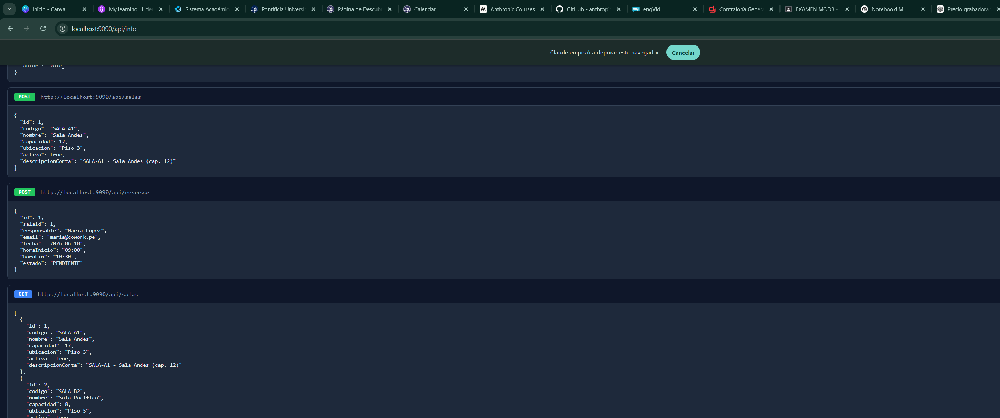 Inicio - Canva
My learning | Ude
Sistema Académic
Pontificia Universi
Página de Descub
Calendar
Anthropic Courses
GitHub - anthropic
engVid
Contraloría Genera
EXAMEN MOD3 -
NotebookLM
Precio grabadora
localhost:9090/api/info
Claude empezó a depurar este navegador
Cancelar
"autor": "xalej"
}
POST http://localhost:9090/api/salas
{
"id": 1,
"codigo": "SALA-A1",
"nombre": "Sala Andes",
"capacidad": 12,
"ubicacion": "Piso 3",
"activa": true,
"descripcionCorta": "SALA-A1 - Sala Andes (cap. 12)"
}
POST http://localhost:9090/api/reservas
{
"id": 1,
"salaId": 1,
"responsable": "Maria Lopez",
"email": "maria@cowork.pe",
"fecha": "2026-06-10",
"horaInicio": "09:00",
"horaFin": "10:30",
"estado": "PENDIENTE"
}
GET http://localhost:9090/api/salas
[
{
"id": 1,
"codigo": "SALA-A1",
"nombre": "Sala Andes",
"capacidad": 12,
"ubicacion": "Piso 3",
"activa": true,
"descripcionCorta": "SALA-A1 - Sala Andes (cap. 12)"
},
{
"id": 2,
"codigo": "SALA-B2",
"nombre": "Sala Pacifico",
"capacidad": 8,
"ubicacion": "Piso 5",
"activa": true,